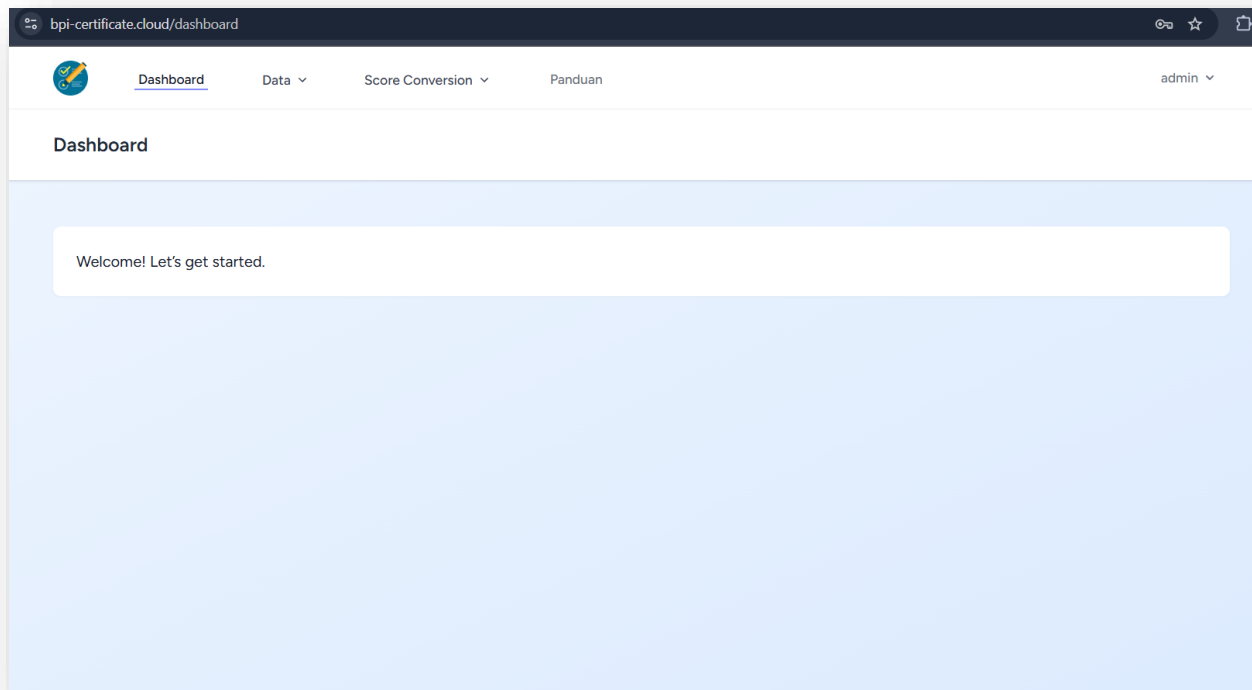 bpi-certificate.cloud/dashboard
Dashboard Data Score Conversion Panduan admin
Dashboard
Welcome! Let’s get started.